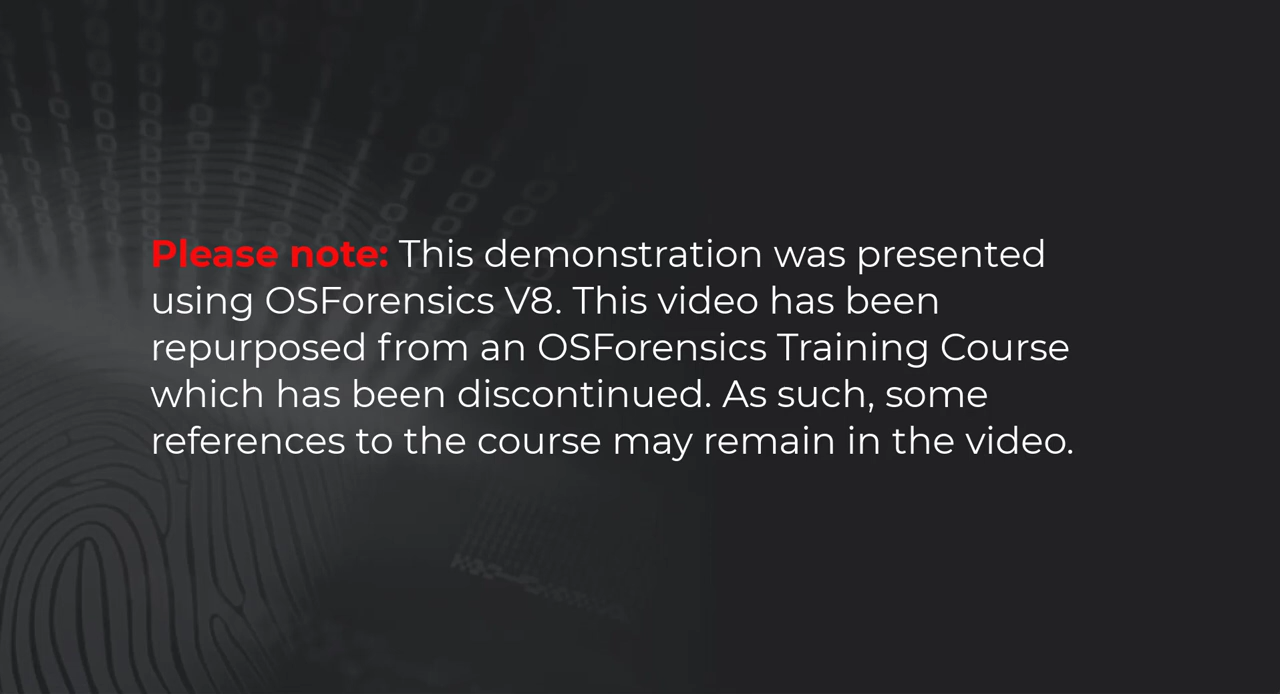 Please note: This demonstration was presented
using OSForensics V8. This video has been
repurposed from an OSForensics Training Course
which has been discontinued. As such, some
references to the course may remain in the video.